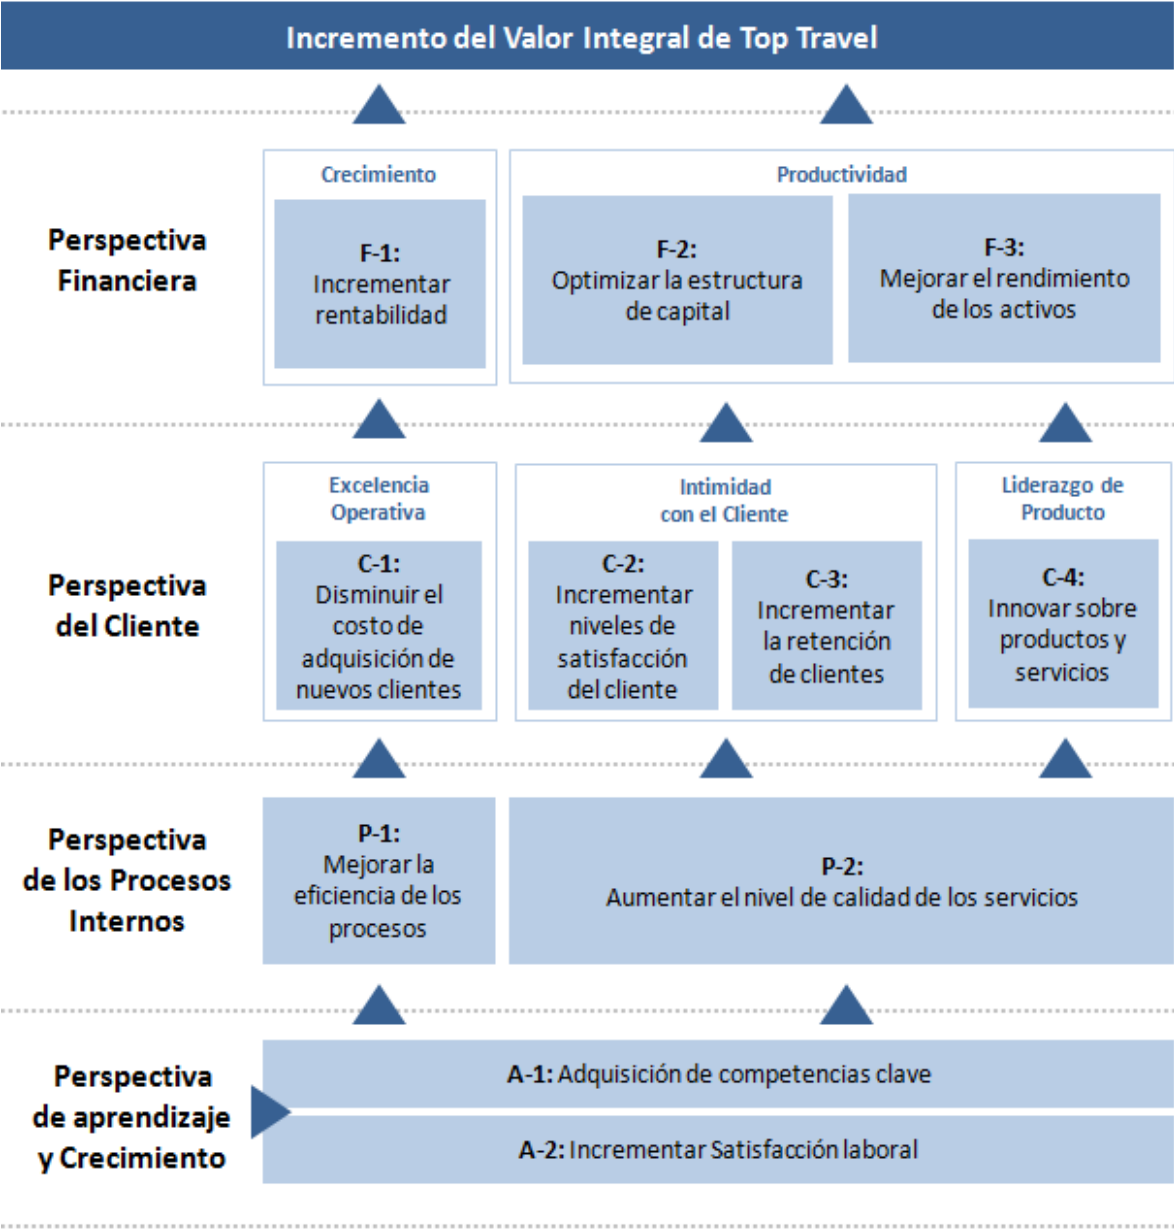 Incremento del Valor Integral de Top Travel
Perspectiva
Financiera
Crecimiento
F-1:
Incrementar
rentabilidad
Productividad
F-2:
Optimizar la estructura
de capital
F-3:
Mejorar el rendimiento
de los activos
Perspectiva
del Cliente
Excelencia
Operativa
C-1:
Disminuir el
costo de
adquisición de
nuevos clientes
Intimidad
con el Cliente
C-2:
Incrementar
niveles de
satisfacción
del cliente
C-3:
Incrementar
la retención
de clientes
Liderazgo de
Producto
C-4:
Innovar sobre
productos y
servicios
Perspectiva
de los Procesos
Internos
P-1:
Mejorar la
eficiencia de los
procesos
P-2:
Aumentar el nivel de calidad de los servicios
Perspectiva
de aprendizaje
y Crecimiento
A-1: Adquisición de competencias clave
A-2: Incrementar Satisfacción laboral